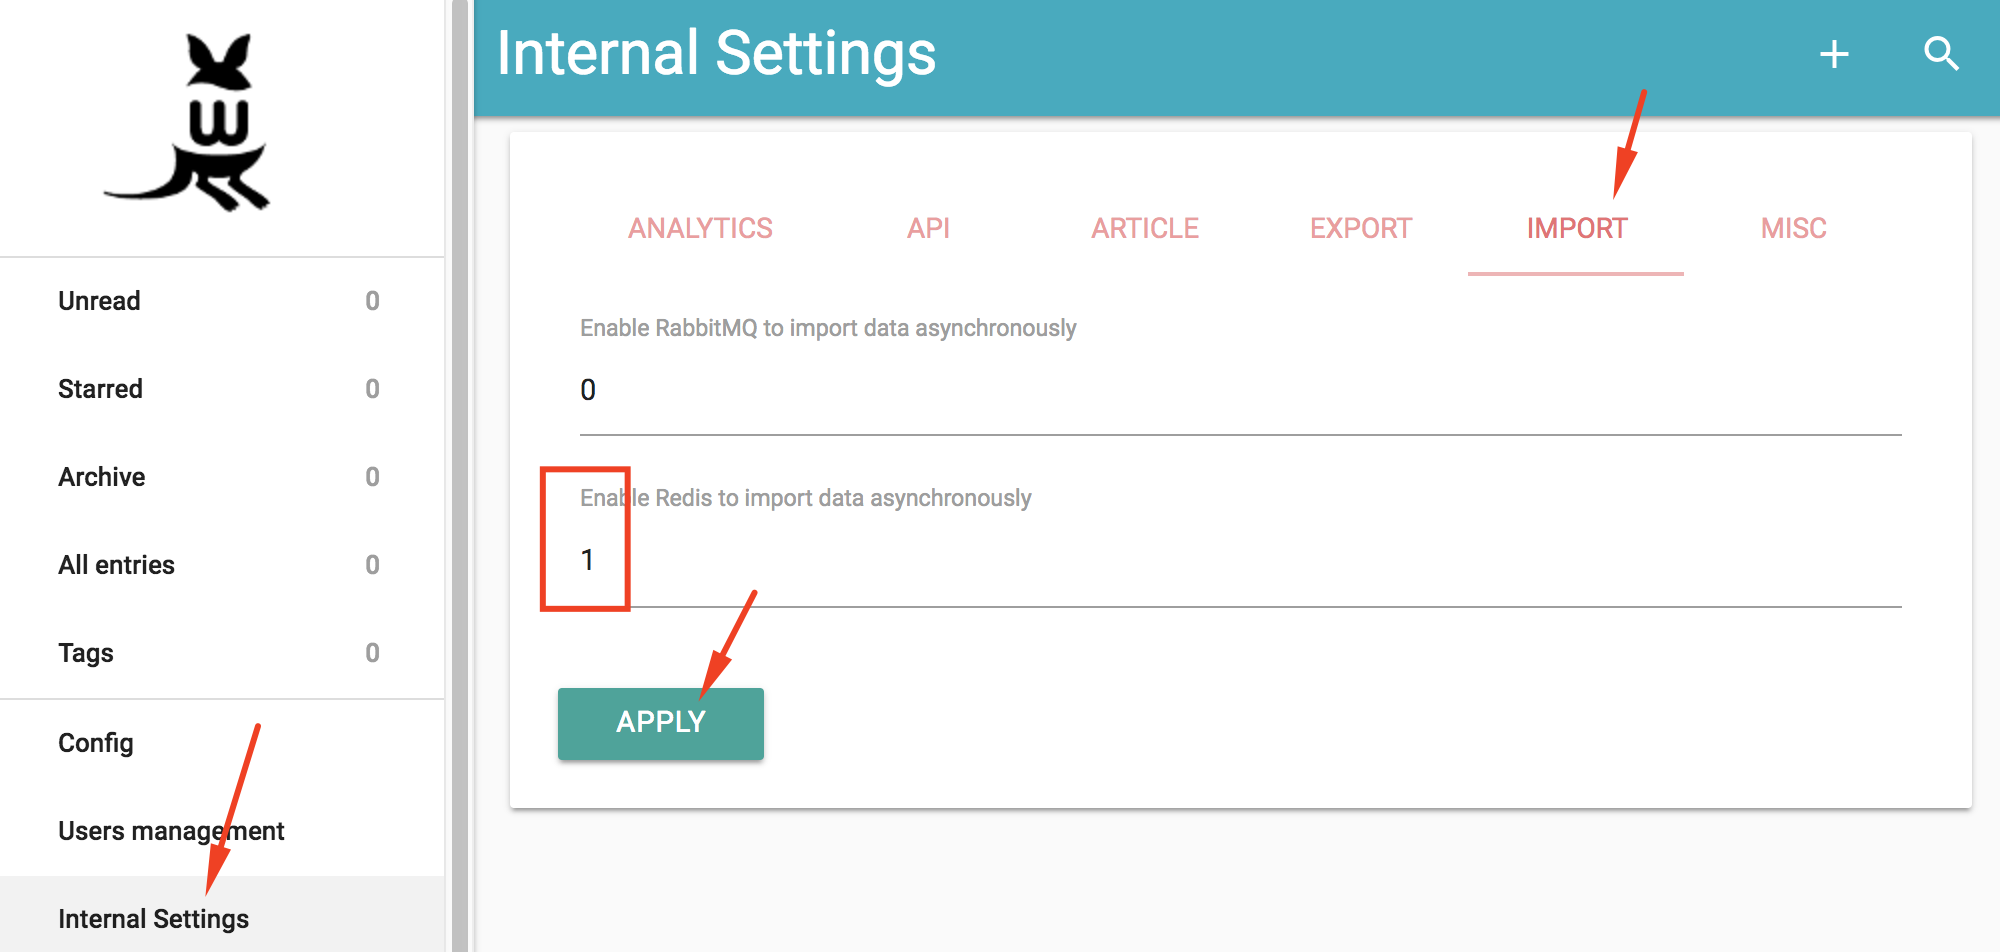 W
Unread 0
Starred 0
Archive 0
All entries 0
Tags 0
Config
Users management
Internal Settings
Internal Settings
ANALYTICS API ARTICLE EXPORT IMPORT MISC
Enable RabbitMQ to import data asynchronously
0
Enable Redis to import data asynchronously
1
APPLY